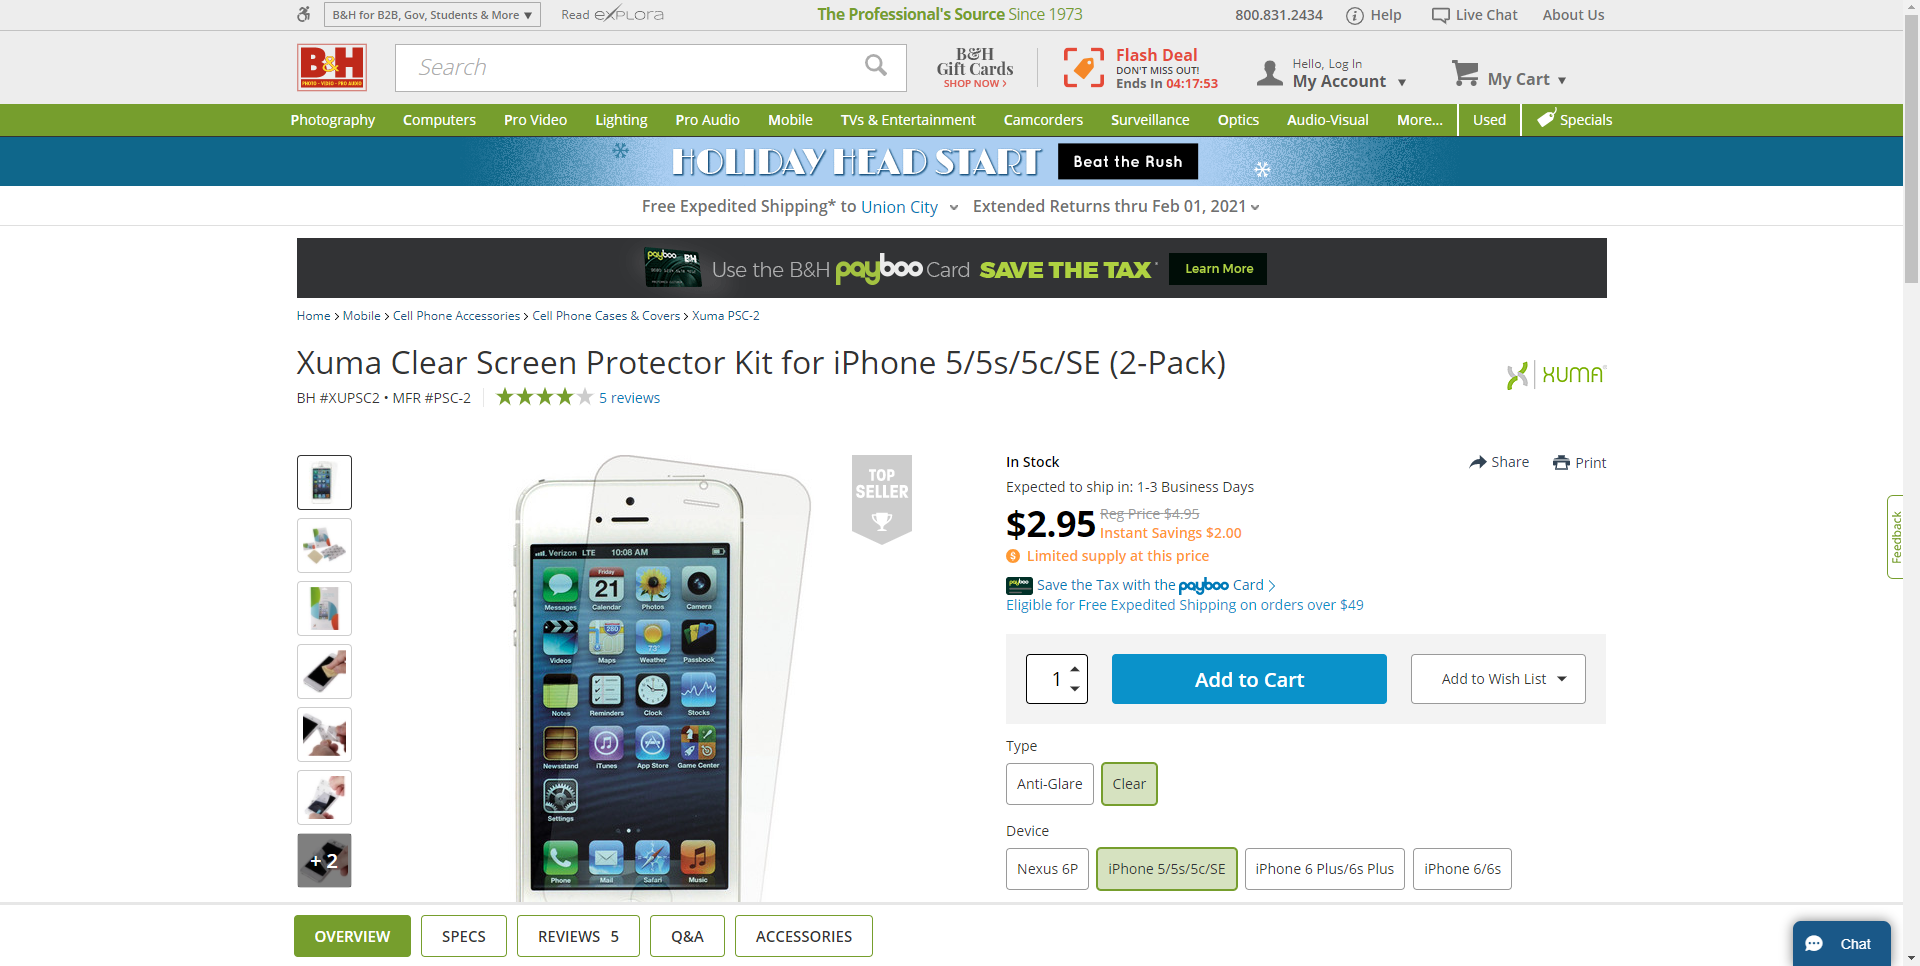 B&H for B2B, Gov, Students & More ▼
Read eXPLORA
The Professional's Source Since 1973
800.831.2434
Help
Live Chat
About Us
B&H
PHOTO - VIDEO - PRO AUDIO
Search
B&H
Gift Cards
SHOP NOW >
Flash Deal
DON'T MISS OUT!
Ends In 04:17:53
Hello, Log In
My Account ▼
My Cart ▼
Photography Computers Pro Video Lighting Pro Audio Mobile TVs & Entertainment Camcorders Surveillance Optics Audio-Visual More... Used Specials
HOLIDAY HEAD START Beat the Rush
Free Expedited Shipping* to Union City Extended Returns thru Feb 01, 2021
payboo BH Use the B&H payboo Card SAVE THE TAX* Learn More
Home > Mobile > Cell Phone Accessories > Cell Phone Cases & Covers > Xuma PSC-2
Xuma Clear Screen Protector Kit for iPhone 5/5s/5c/SE (2-Pack)
XUMA
BH #XUPSC2 • MFR #PSC-2 5 reviews
+ 2
TOP
SELLER
Verizon LTE 10:08 AM
Friday
21
Messages Calendar Photos Camera
280
73°
Videos Maps Weather Passbook
Notes Reminders Clock Stocks
Newsstand iTunes App Store Game Center
Settings
Phone Mail Safari Music
In Stock
Share
Print
Expected to ship in: 1-3 Business Days
$2.95
Reg Price $4.95
Instant Savings $2.00
$ Limited supply at this price
payboo Save the Tax with the payboo Card >
Eligible for Free Expedited Shipping on orders over $49
1
Add to Cart
Add to Wish List
Type
Anti-Glare Clear
Device
Nexus 6P iPhone 5/5s/5c/SE iPhone 6 Plus/6s Plus iPhone 6/6s
Feedback
OVERVIEW SPECS REVIEWS 5 Q&A ACCESSORIES
Chat